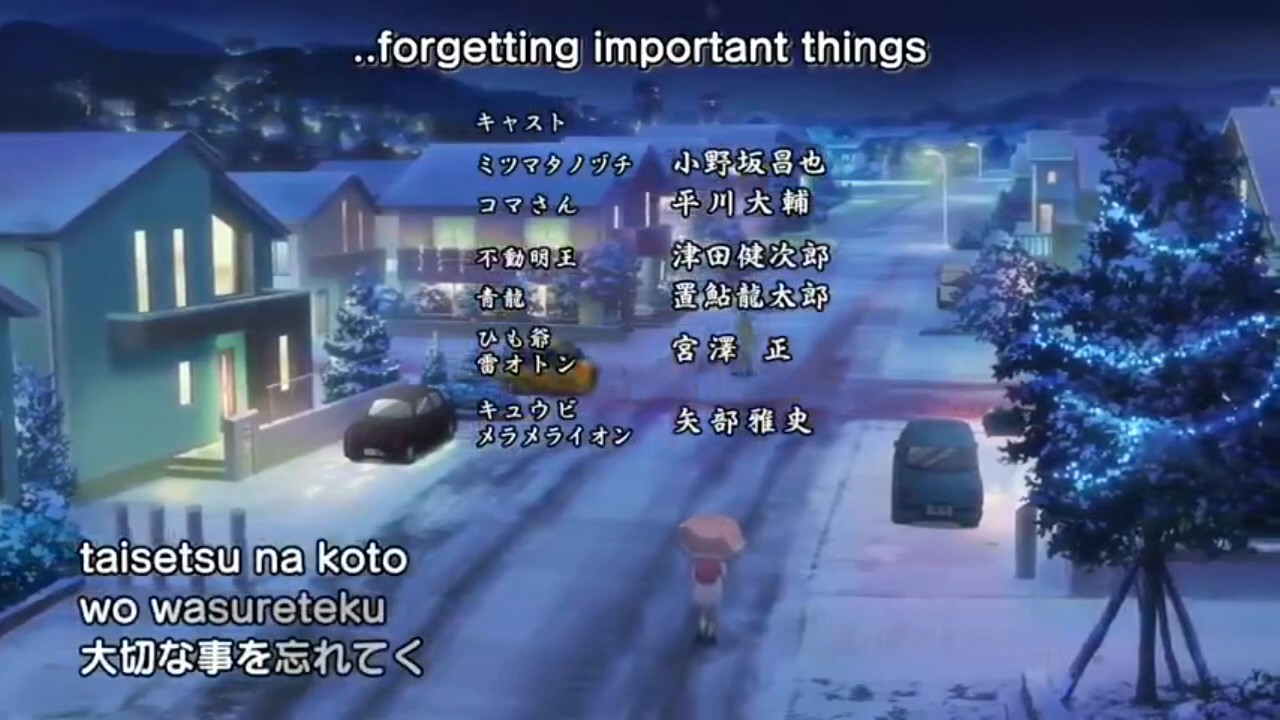 ..forgetting important things
キャスト
ミツマタノヅチ 小野坂昌也
コマさん 平川大輔
不動明王 津田健次郎
青龍 置鮎龍太郎
ひも爺
雷オトン 宮澤 正
キュウビ
メラメライオン 矢部雅史
taisetsu na koto
wo wasureteku
大切な事を忘れてく